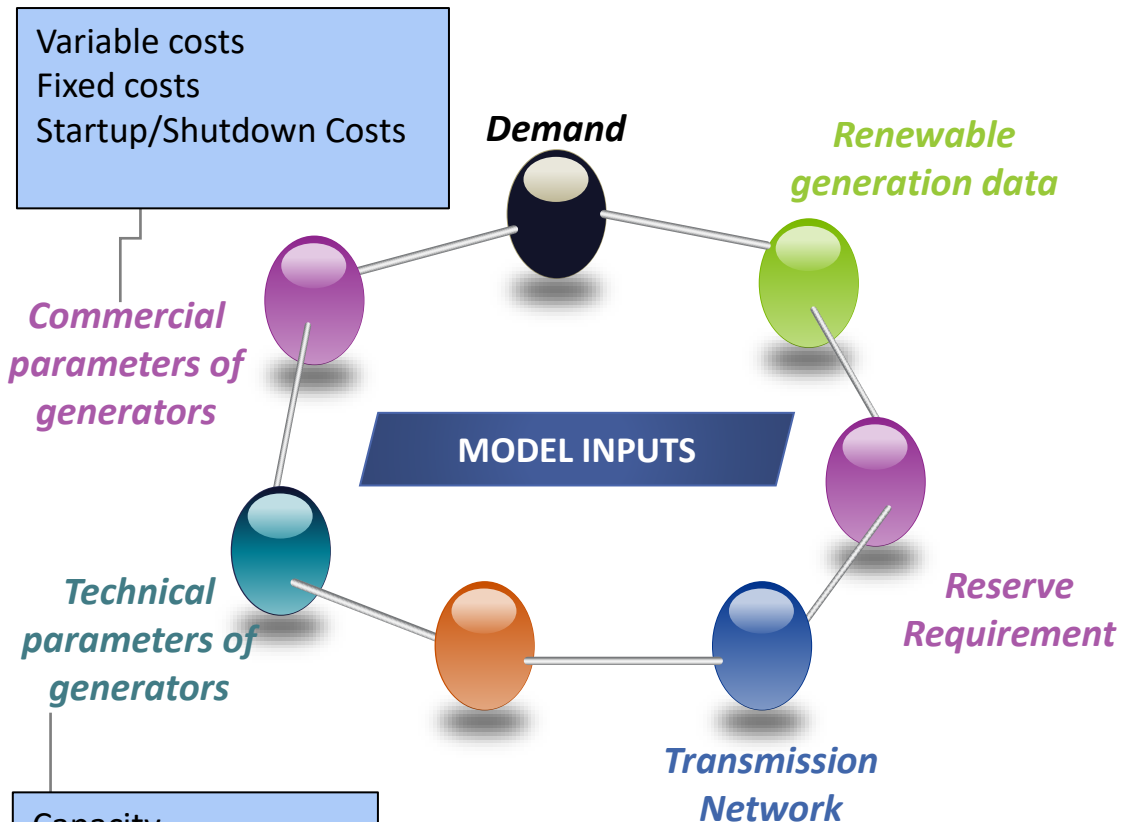 Variable costs
Fixed costs
Startup/Shutdown Costs
Demand
Renewable
generation data
Commercial
parameters of
generators
MODEL INPUTS
Technical
parameters of
generators
Reserve
Requirement
Transmission
Network
Capacity